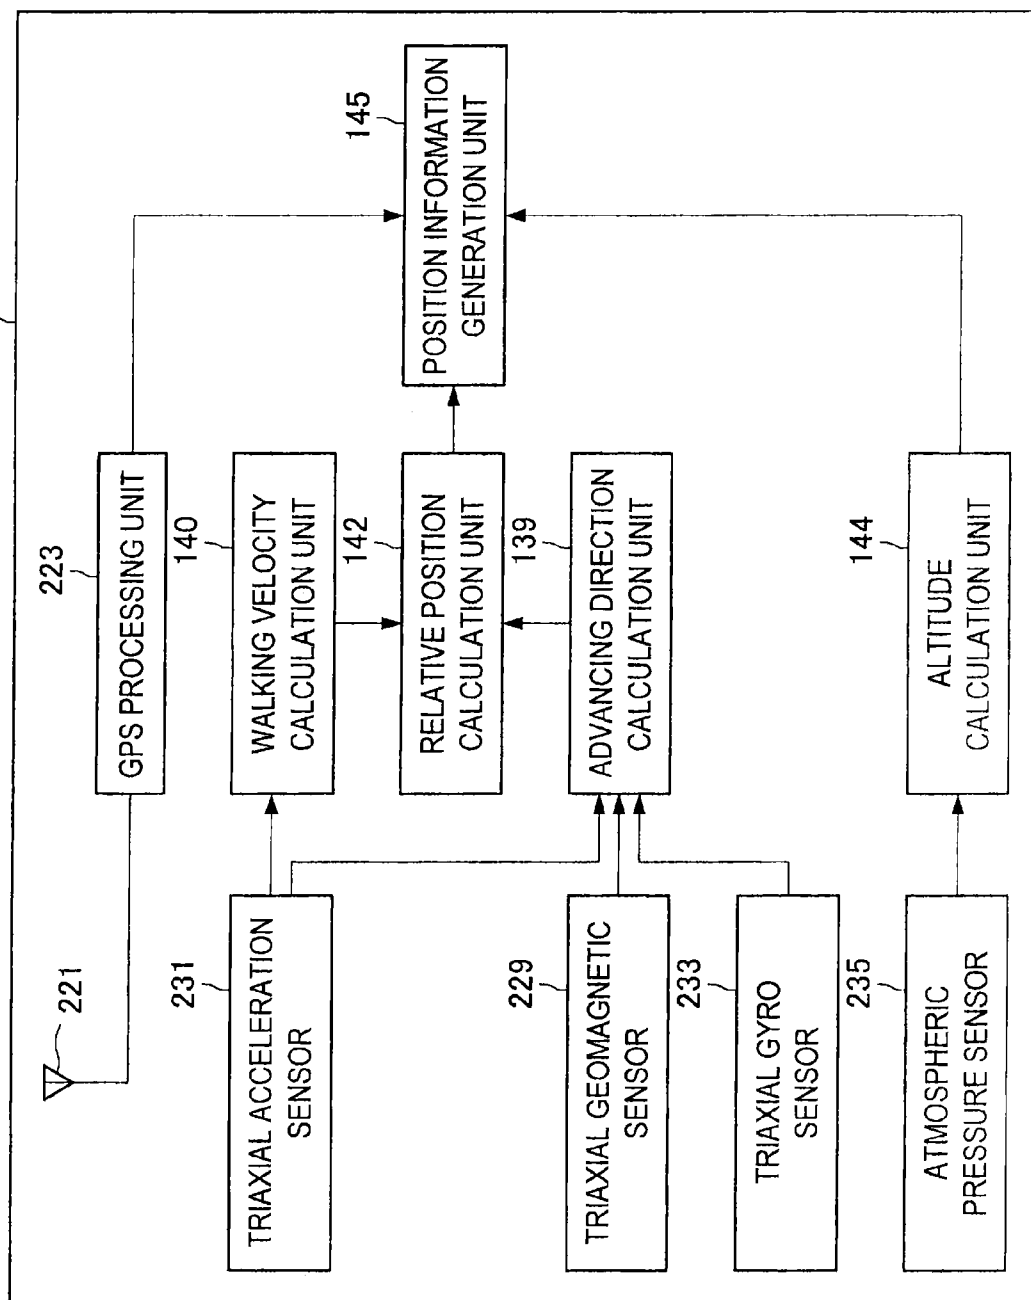 221
223
GPS PROCESSING UNIT
231
TRIAXIAL ACCELERATION
SENSOR
140
WALKING VELOCITY
CALCULATION UNIT
142
RELATIVE POSITION
CALCULATION UNIT
145
POSITION INFORMATION
GENERATION UNIT
229
TRIAXIAL GEOMAGNETIC
SENSOR
139
ADVANCING DIRECTION
CALCULATION UNIT
233
TRIAXIAL GYRO
SENSOR
235
ATMOSPHERIC
PRESSURE SENSOR
144
ALTITUDE
CALCULATION UNIT